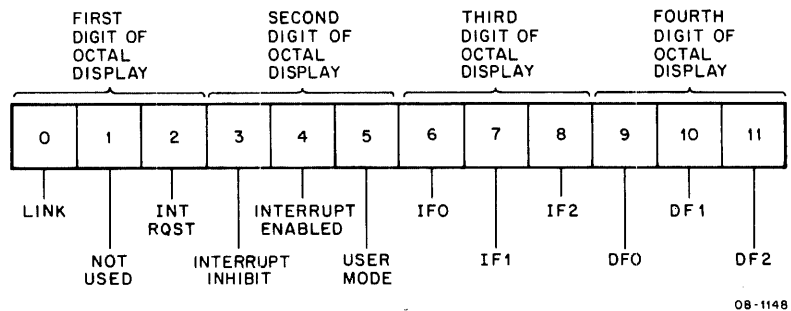 FIRST
DIGIT OF
OCTAL
DISPLAY
SECOND
DIGIT OF
OCTAL
DISPLAY
THIRD
DIGIT OF
OCTAL
DISPLAY
FOURTH
DIGIT OF
OCTAL
DISPLAY
0 1 2 3 4 5 6 7 8 9 10 11
LINK
NOT
USED
INT
RQST
INTERRUPT
INHIBIT
INTERRUPT
ENABLED
USER
MODE
IF0
IF1
IF2
DF0
DF1
DF2
08-1148